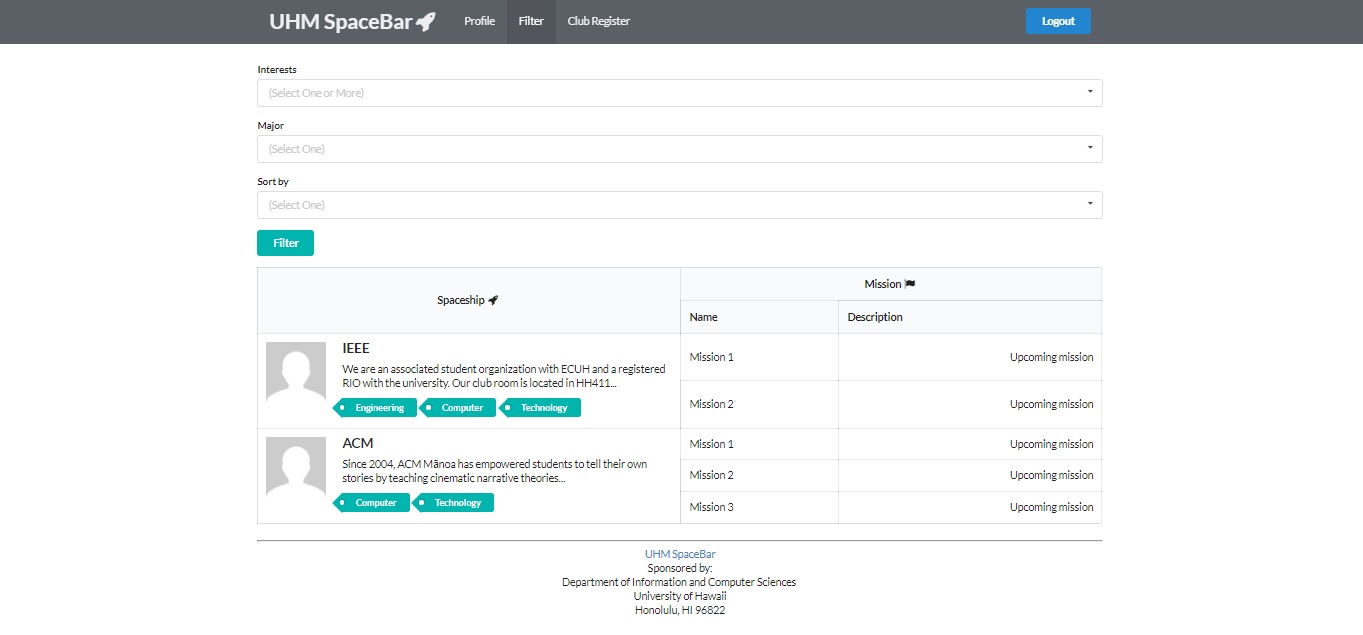 UHM SpaceBar
Profile
Filter
Club Register
Logout
Interests
(Select One or More)
Major
(Select One)
Sort by
(Select One)
Filter
Spaceship
Mission
Name
Description
IEEE
We are an associated student organization with ECUH and a registered
RIO with the university. Our club room is located in HH411...
Engineering
Computer
Technology
Mission 1
Upcoming mission
Mission 2
Upcoming mission
ACM
Since 2004, ACM Mānoa has empowered students to tell their own
stories by teaching cinematic narrative theories...
Computer
Technology
Mission 1
Upcoming mission
Mission 2
Upcoming mission
Mission 3
Upcoming mission
UHM SpaceBar
Sponsored by:
Department of Information and Computer Sciences
University of Hawaii
Honolulu, HI 96822